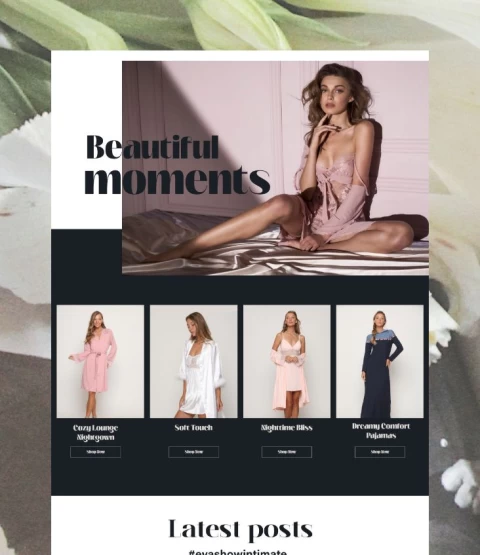 Beautiful
moments
Cozy Lounge
Nightgown
Soft Touch
Nighttime Bliss
Dreamy Comfort
Pajamas
Shop Now
Shop Now
Shop Now
Shop Now
Latest posts
#evashowintimate